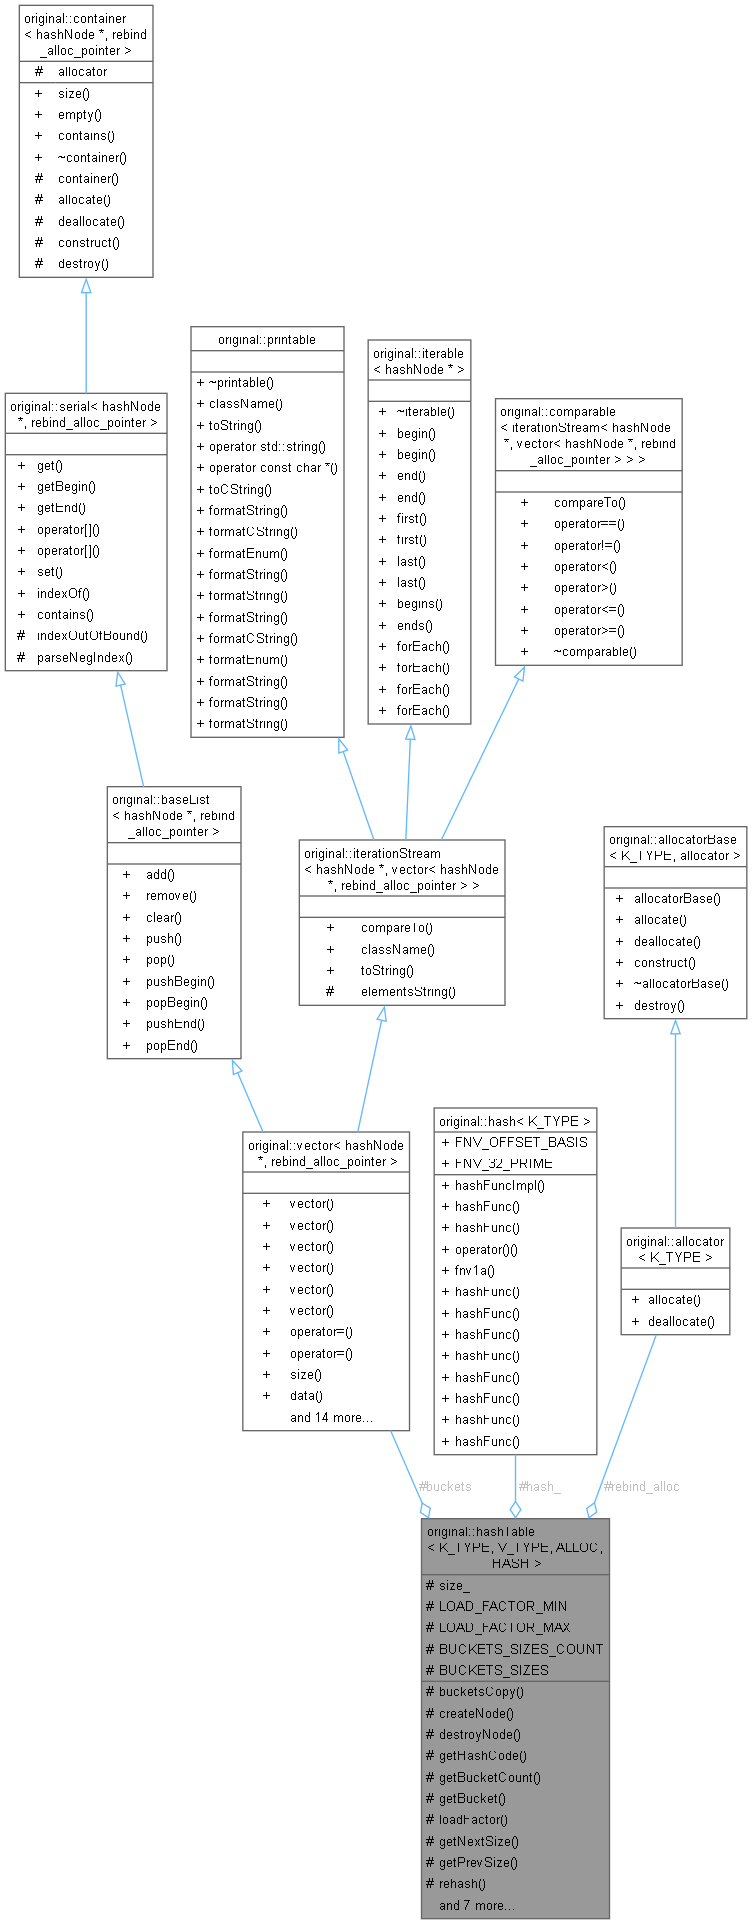 original::container
< hashNode *, rebind
_alloc_pointer >
# allocator
+ size()
+ empty()
+ contains()
+ ~container()
# container()
# allocate()
# deallocate()
# construct()
# destroy()
original::serial< hashNode
*, rebind_alloc_pointer >
+ get()
+ getBegin()
+ getEnd()
+ operator[]()
+ operator[]()
+ set()
+ indexOf()
+ contains()
# indexOutOfBound()
# parseNegIndex()
original::printable
+ ~printable()
+ className()
+ toString()
+ operator std::string()
+ operator const char *()
+ toCString()
+ formatString()
+ formatCString()
+ formatEnum()
+ formatString()
+ formatString()
+ formatString()
+ formatCString()
+ formatEnum()
+ formatString()
+ formatString()
+ formatString()
original::iterable
< hashNode * >
+ ~iterable()
+ begin()
+ begin()
+ end()
+ end()
+ first()
+ first()
+ last()
+ last()
+ begins()
+ ends()
+ forEach()
+ forEach()
+ forEach()
+ forEach()
original::comparable
< iterationStream< hashNode
*, vector< hashNode *, rebind
_alloc_pointer > > >
+ compareTo()
+ operator==()
+ operator!=()
+ operator<()
+ operator>()
+ operator<=()
+ operator>=()
+ ~comparable()
original::baseList
< hashNode *, rebind
_alloc_pointer >
+ add()
+ remove()
+ clear()
+ push()
+ pop()
+ pushBegin()
+ popBegin()
+ pushEnd()
+ popEnd()
original::iterationStream
< hashNode *, vector< hashNode
*, rebind_alloc_pointer > >
+ compareTo()
+ className()
+ toString()
# elementsString()
original::allocatorBase
< K_TYPE, allocator >
+ allocatorBase()
+ allocate()
+ deallocate()
+ construct()
+ ~allocatorBase()
+ destroy()
original::vector< hashNode
*, rebind_alloc_pointer >
+ vector()
+ vector()
+ vector()
+ vector()
+ vector()
+ vector()
+ operator=()
+ operator=()
+ size()
+ data()
and 14 more...
original::hash< K_TYPE >
+ FNV_OFFSET_BASIS
+ FNV_32_PRIME
+ hashFuncImpl()
+ hashFunc()
+ hashFunc()
+ operator()()
+ fnv1a()
+ hashFunc()
+ hashFunc()
+ hashFunc()
+ hashFunc()
+ hashFunc()
+ hashFunc()
+ hashFunc()
+ hashFunc()
original::allocator
< K_TYPE >
+ allocate()
+ deallocate()
#buckets
#hash_
#rebind_alloc
original::hashTable
< K_TYPE, V_TYPE, ALLOC,
HASH >
# size_
# LOAD_FACTOR_MIN
# LOAD_FACTOR_MAX
# BUCKETS_SIZES_COUNT
# BUCKETS_SIZES
# bucketsCopy()
# createNode()
# destroyNode()
# getHashCode()
# getBucketCount()
# getBucket()
# loadFactor()
# getNextSize()
# getPrevSize()
# rehash()
and 7 more...